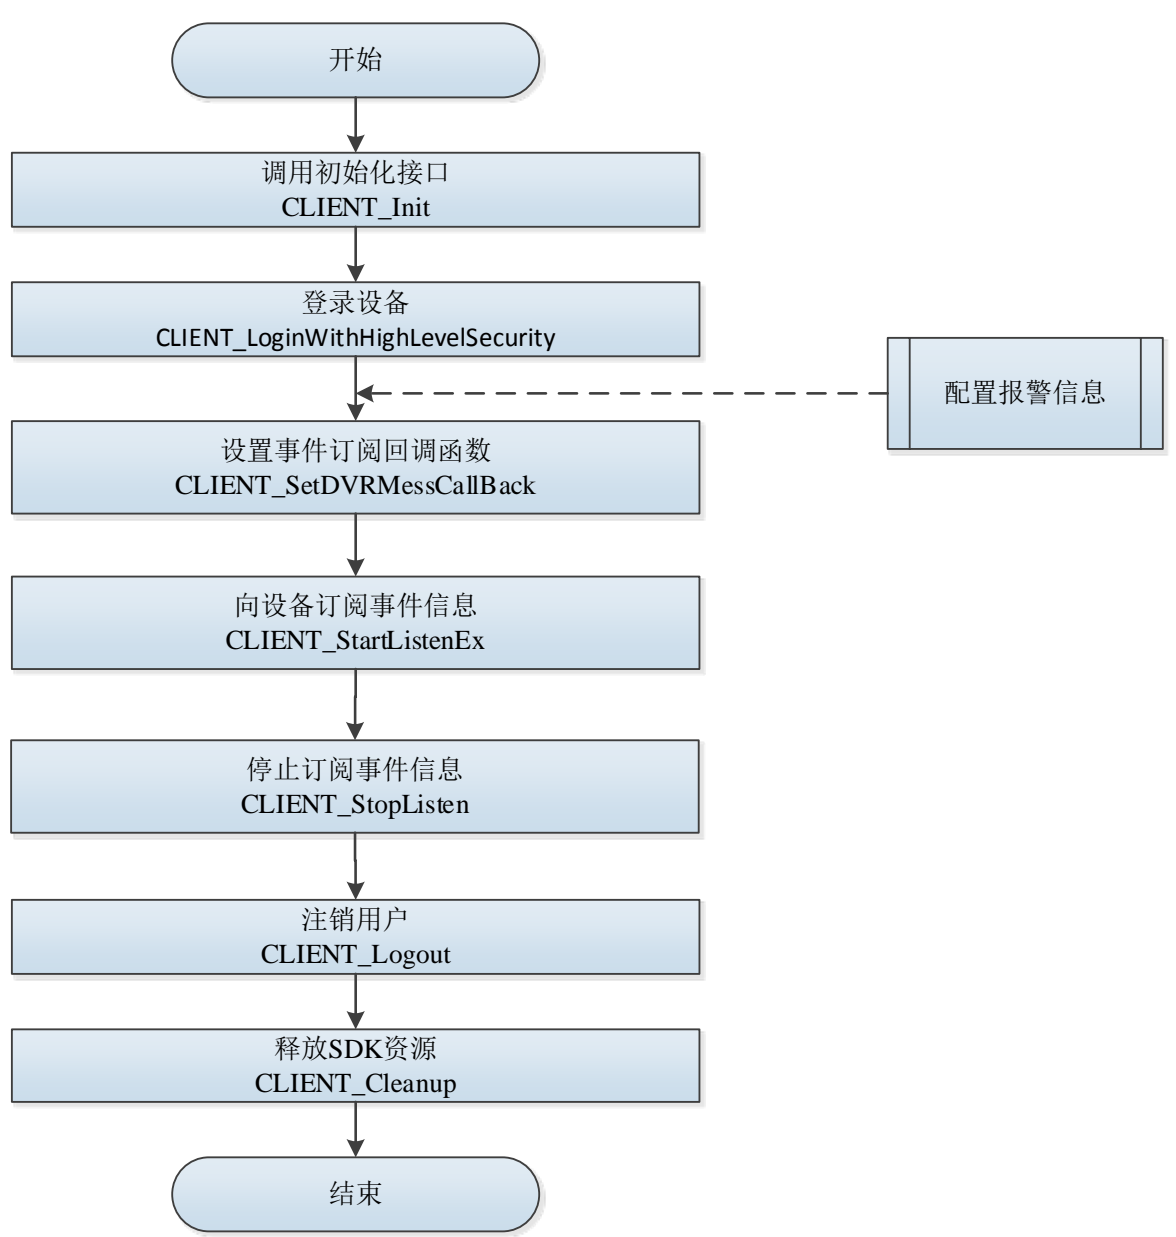 开始
调用初始化接口
CLIENT_Init
登录设备
CLIENT_LoginWithHighLevelSecurity
配置报警信息
设置事件订阅回调函数
CLIENT_SetDVRMessCallBack
向设备订阅事件信息
CLIENT_StartListenEx
停止订阅事件信息
CLIENT_StopListen
注销用户
CLIENT_Logout
释放SDK资源
CLIENT_Cleanup
结束